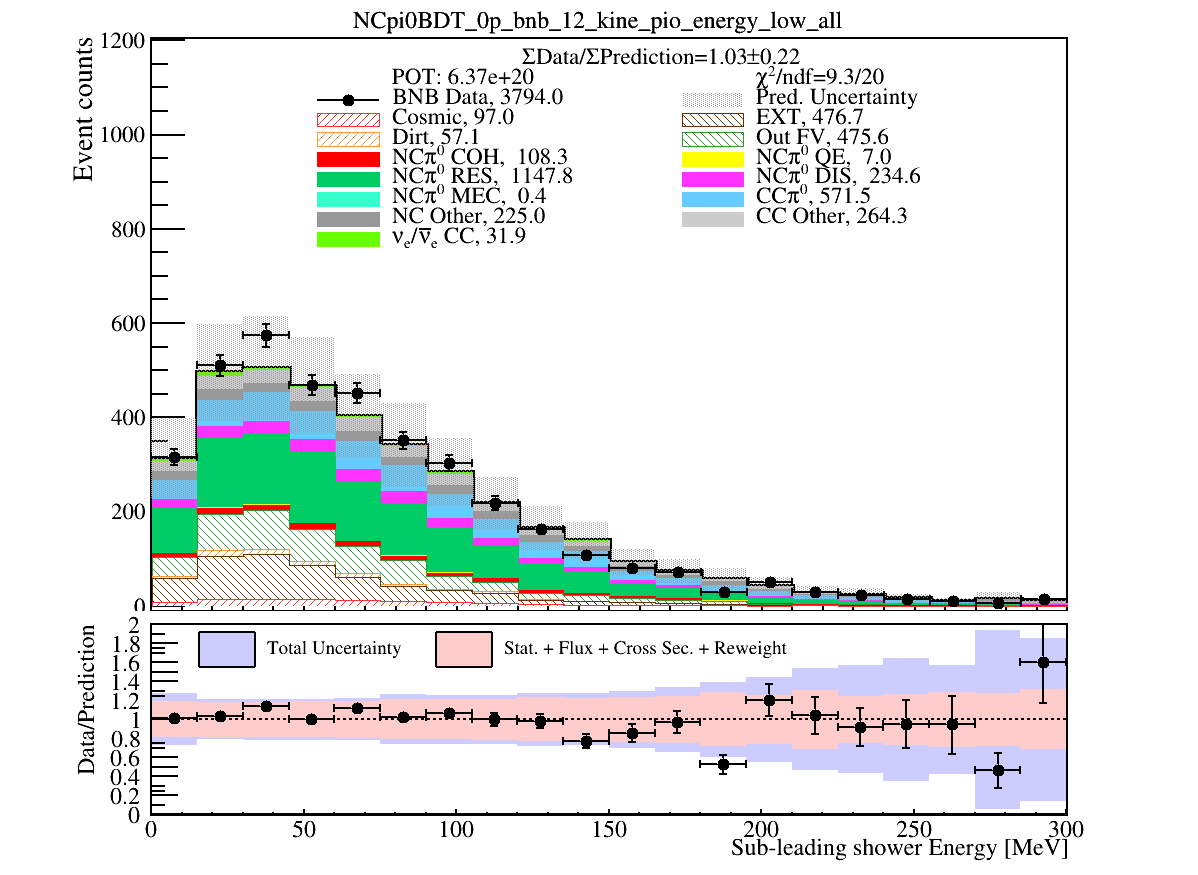 NCpi0BDT_0p_bnb_12_kine_pio_energy_low_all
ΣData/ΣPrediction=1.03±0.22
POT: 6.37e+20
χ²/ndf=9.3/20
BNB Data, 3794.0
Pred. Uncertainty
Cosmic, 97.0
EXT, 476.7
Dirt, 57.1
Out FV, 475.6
NCπ⁰ COH,  108.3
NCπ⁰ QE,  7.0
NCπ⁰ RES,  1147.8
NCπ⁰ DIS, 234.6
NCπ⁰ MEC,  0.4
CCπ⁰, 571.5
NC Other, 225.0
CC Other, 264.3
νₑ/ν̅ₑ CC, 31.9
Event counts
1200
1000
800
600
400
200
0
Data/Prediction
2
1.8
1.6
1.4
1.2
1
0.8
0.6
0.4
0.2
0
Total Uncertainty
Stat. + Flux + Cross Sec. + Reweight
0 50 100 150 200 250 300
Sub-leading shower Energy [MeV]